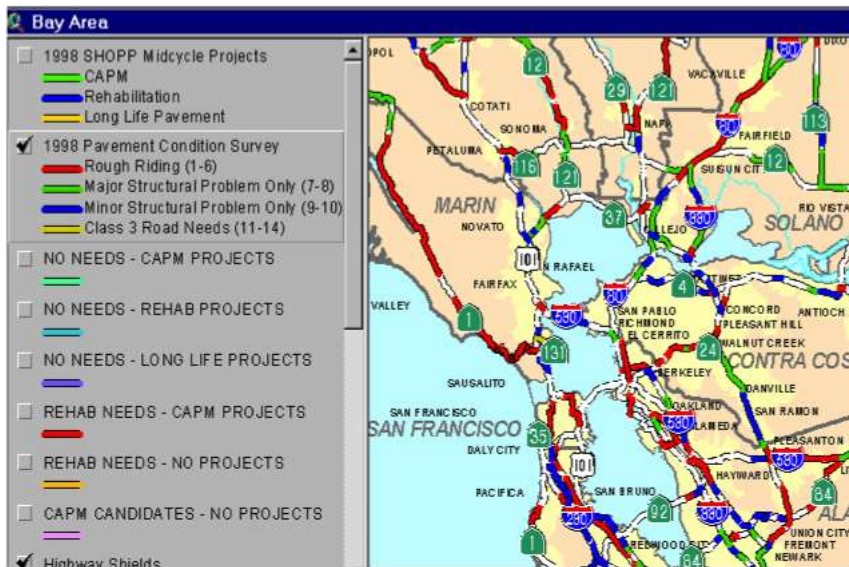 Bay Area
1998 SHOPP Midcycle Projects
CAPM
Rehabilitation
Long Life Pavement
1998 Pavement Condition Survey
Rough Riding (1-6)
Major Structural Problem Only (7-8)
Minor Structural Problem Only (9-10)
Class 3 Road Needs (11-14)
NO NEEDS - CAPM PROJECTS
NO NEEDS - REHAB PROJECTS
NO NEEDS - LONG LIFE PROJECTS
REHAB NEEDS - CAPM PROJECTS
REHAB NEEDS - NO PROJECTS
CAPM CANDIDATES - NO PROJECTS
Highway Shields
80
12
29
121
VACAVILLE
113
COTATI
SONOMA
NAPA
80
FAIRFIELD
PETALUMA
116
121
12
SUISUN CITY
RIO VISTA
MARIN
37
SOLANO
NOVATO
101
N RAFAEL
4
FAIRFAX
80
CONCORD
ANTIOCH
VALLEY
1
580
SAN PABLO
RICHMOND
PLEASANT HILL
EL CERRITO
WALNUT CREEK
131
24
CONTRA COS
BERKELEY
SAUSALITO
DANVILLE
OAKLAND
SAN FRANCISCO
SAN RAMON
SAN FRANCISCO
35
DALY CITY
101
PLEASANTON
HAYWARD
PACIFICA
SAN BRUNO
84
92
280
1
UNION CITY
FREMONT
84
NEWARK